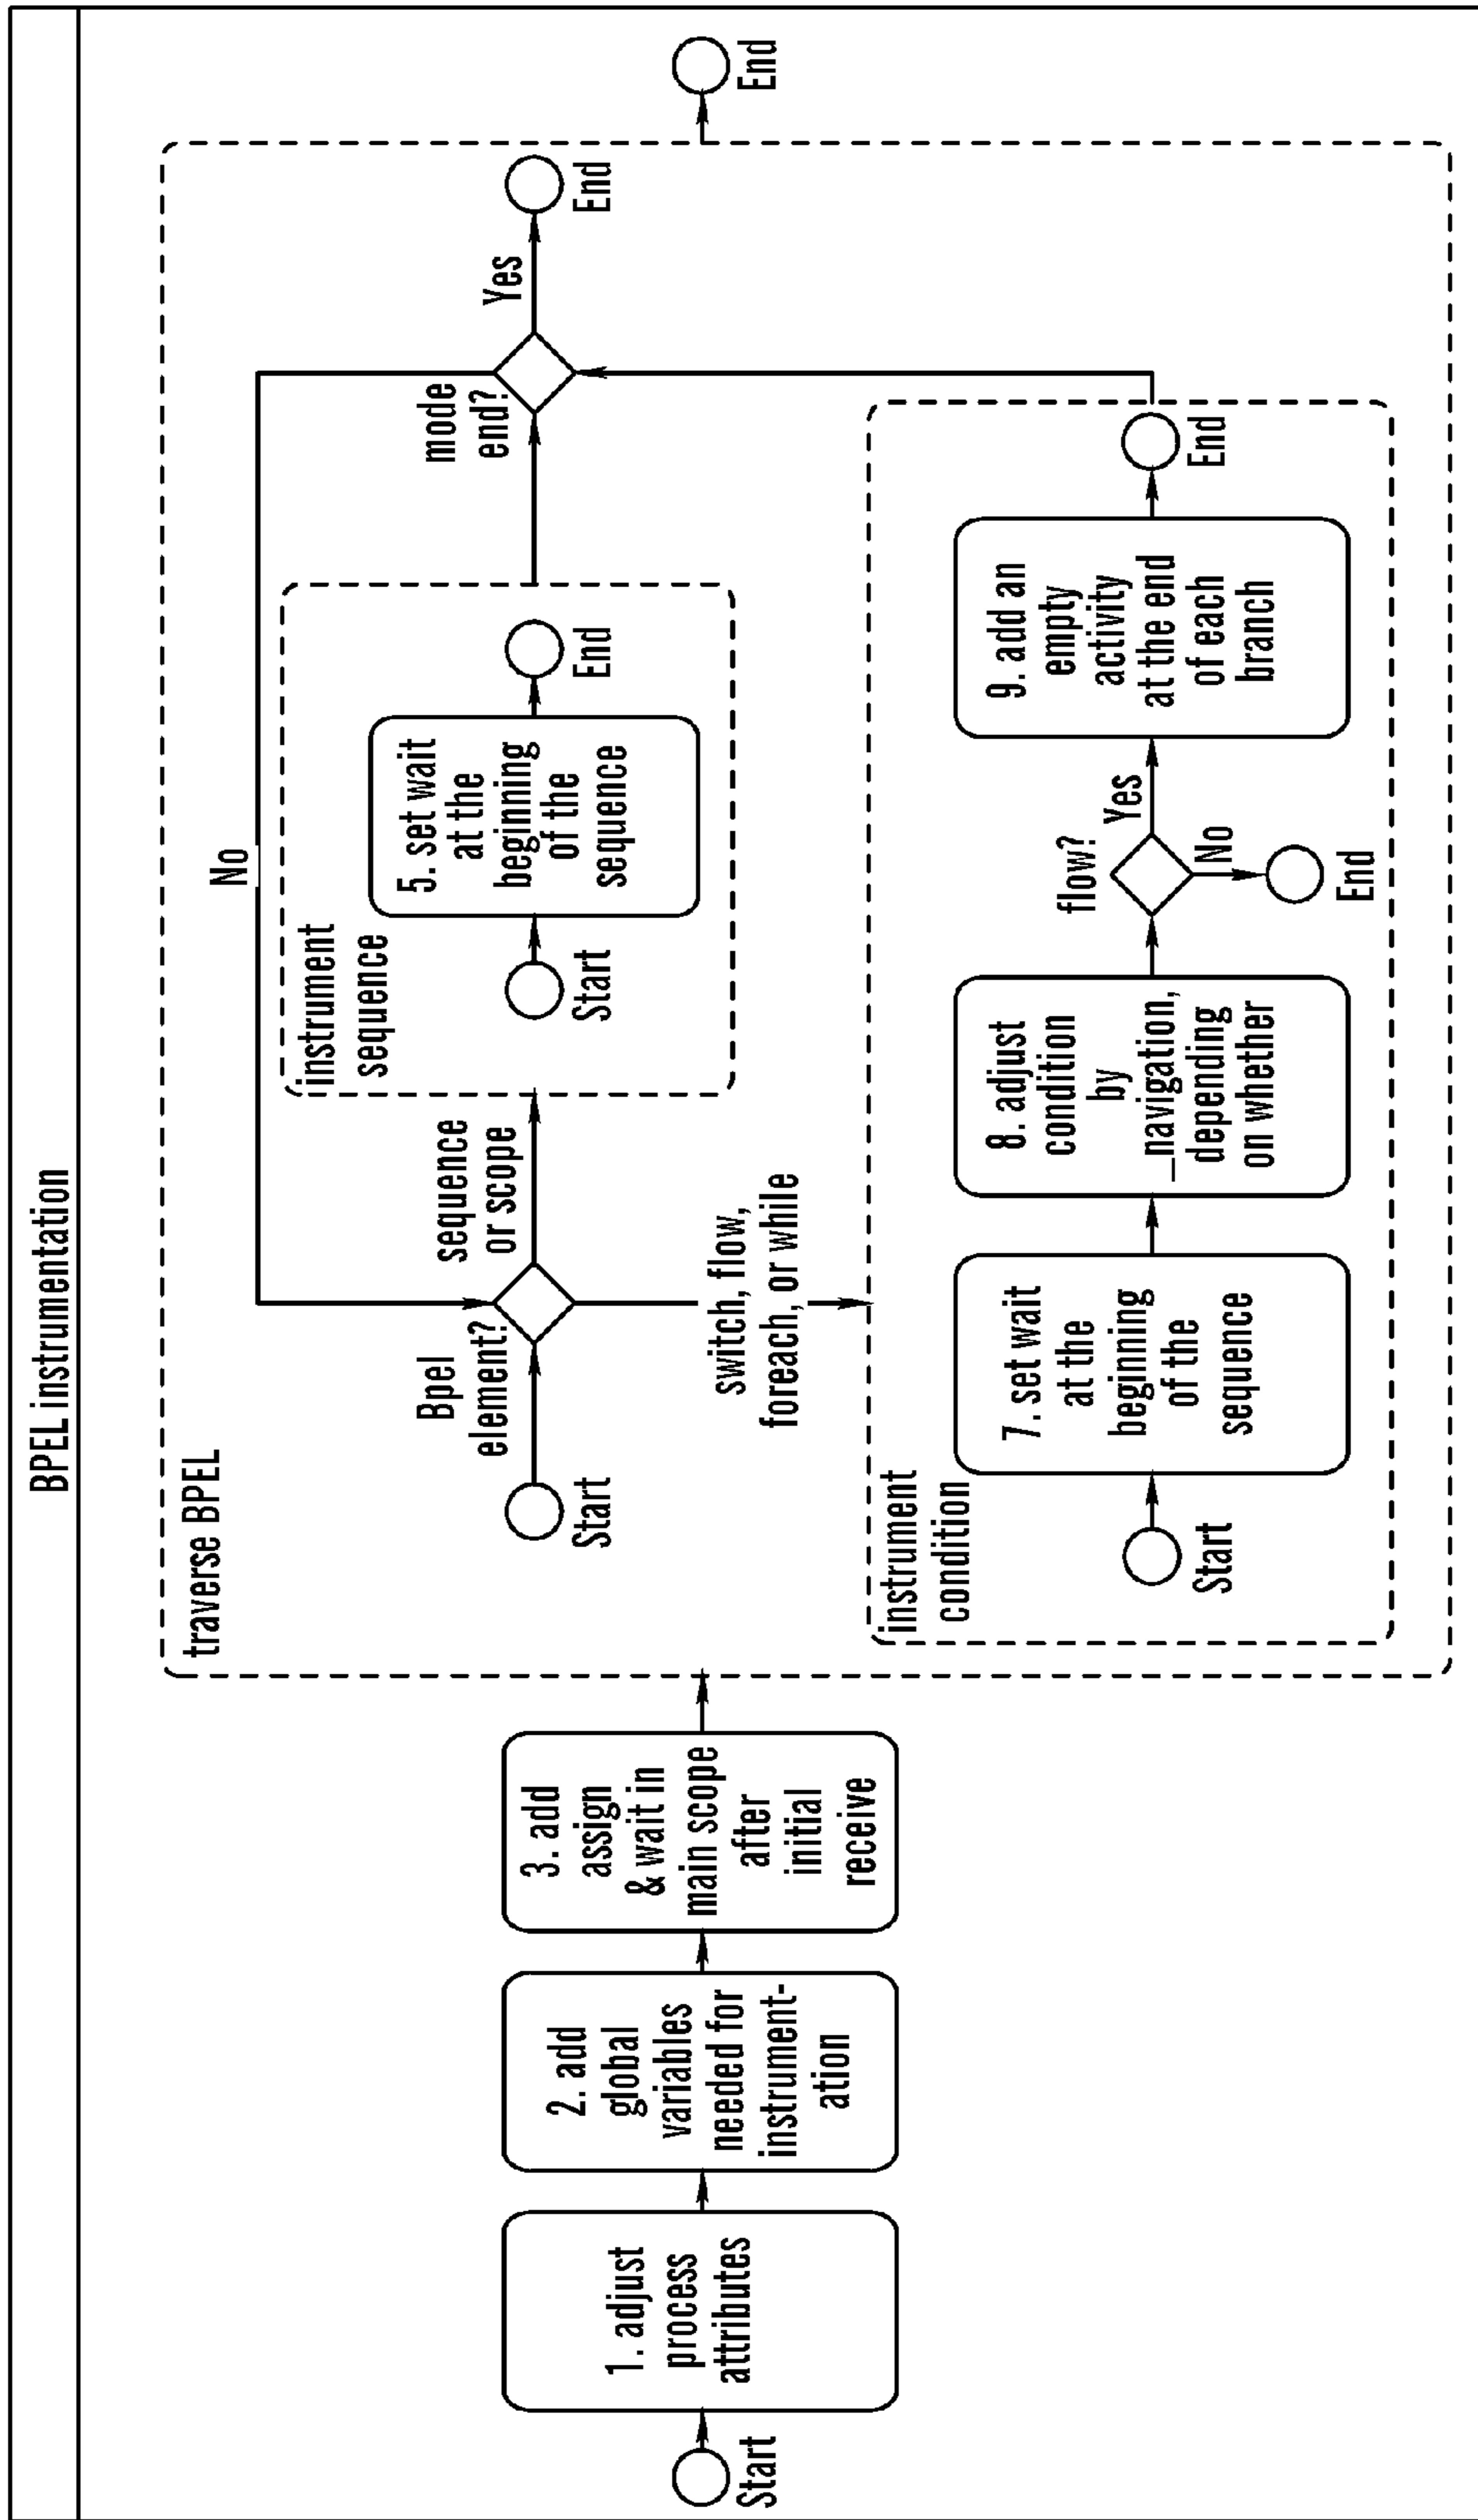 BPEL instrumentation
Start
1. adjust
process
attributes
2. add
global
variables
needed for
instrument-
ation
3. add
assign
& wait in
main scope
after
initial
receive
traverse BPEL
Start
Bpel
element?
sequence
or scope
switch, flow,
foreach, or while
No
instrument
sequence
Start
5. set wait
at the
beginning
of the
sequence
End
mode
end?
Yes
End
instrument
condition
Start
7. set wait
at the
beginning
of the
sequence
8. adjust
condition
by
_navigation,
depending
on whether
flow?
Yes
No
End
9. add an
empty
activity
at the end
of each
branch
End
End